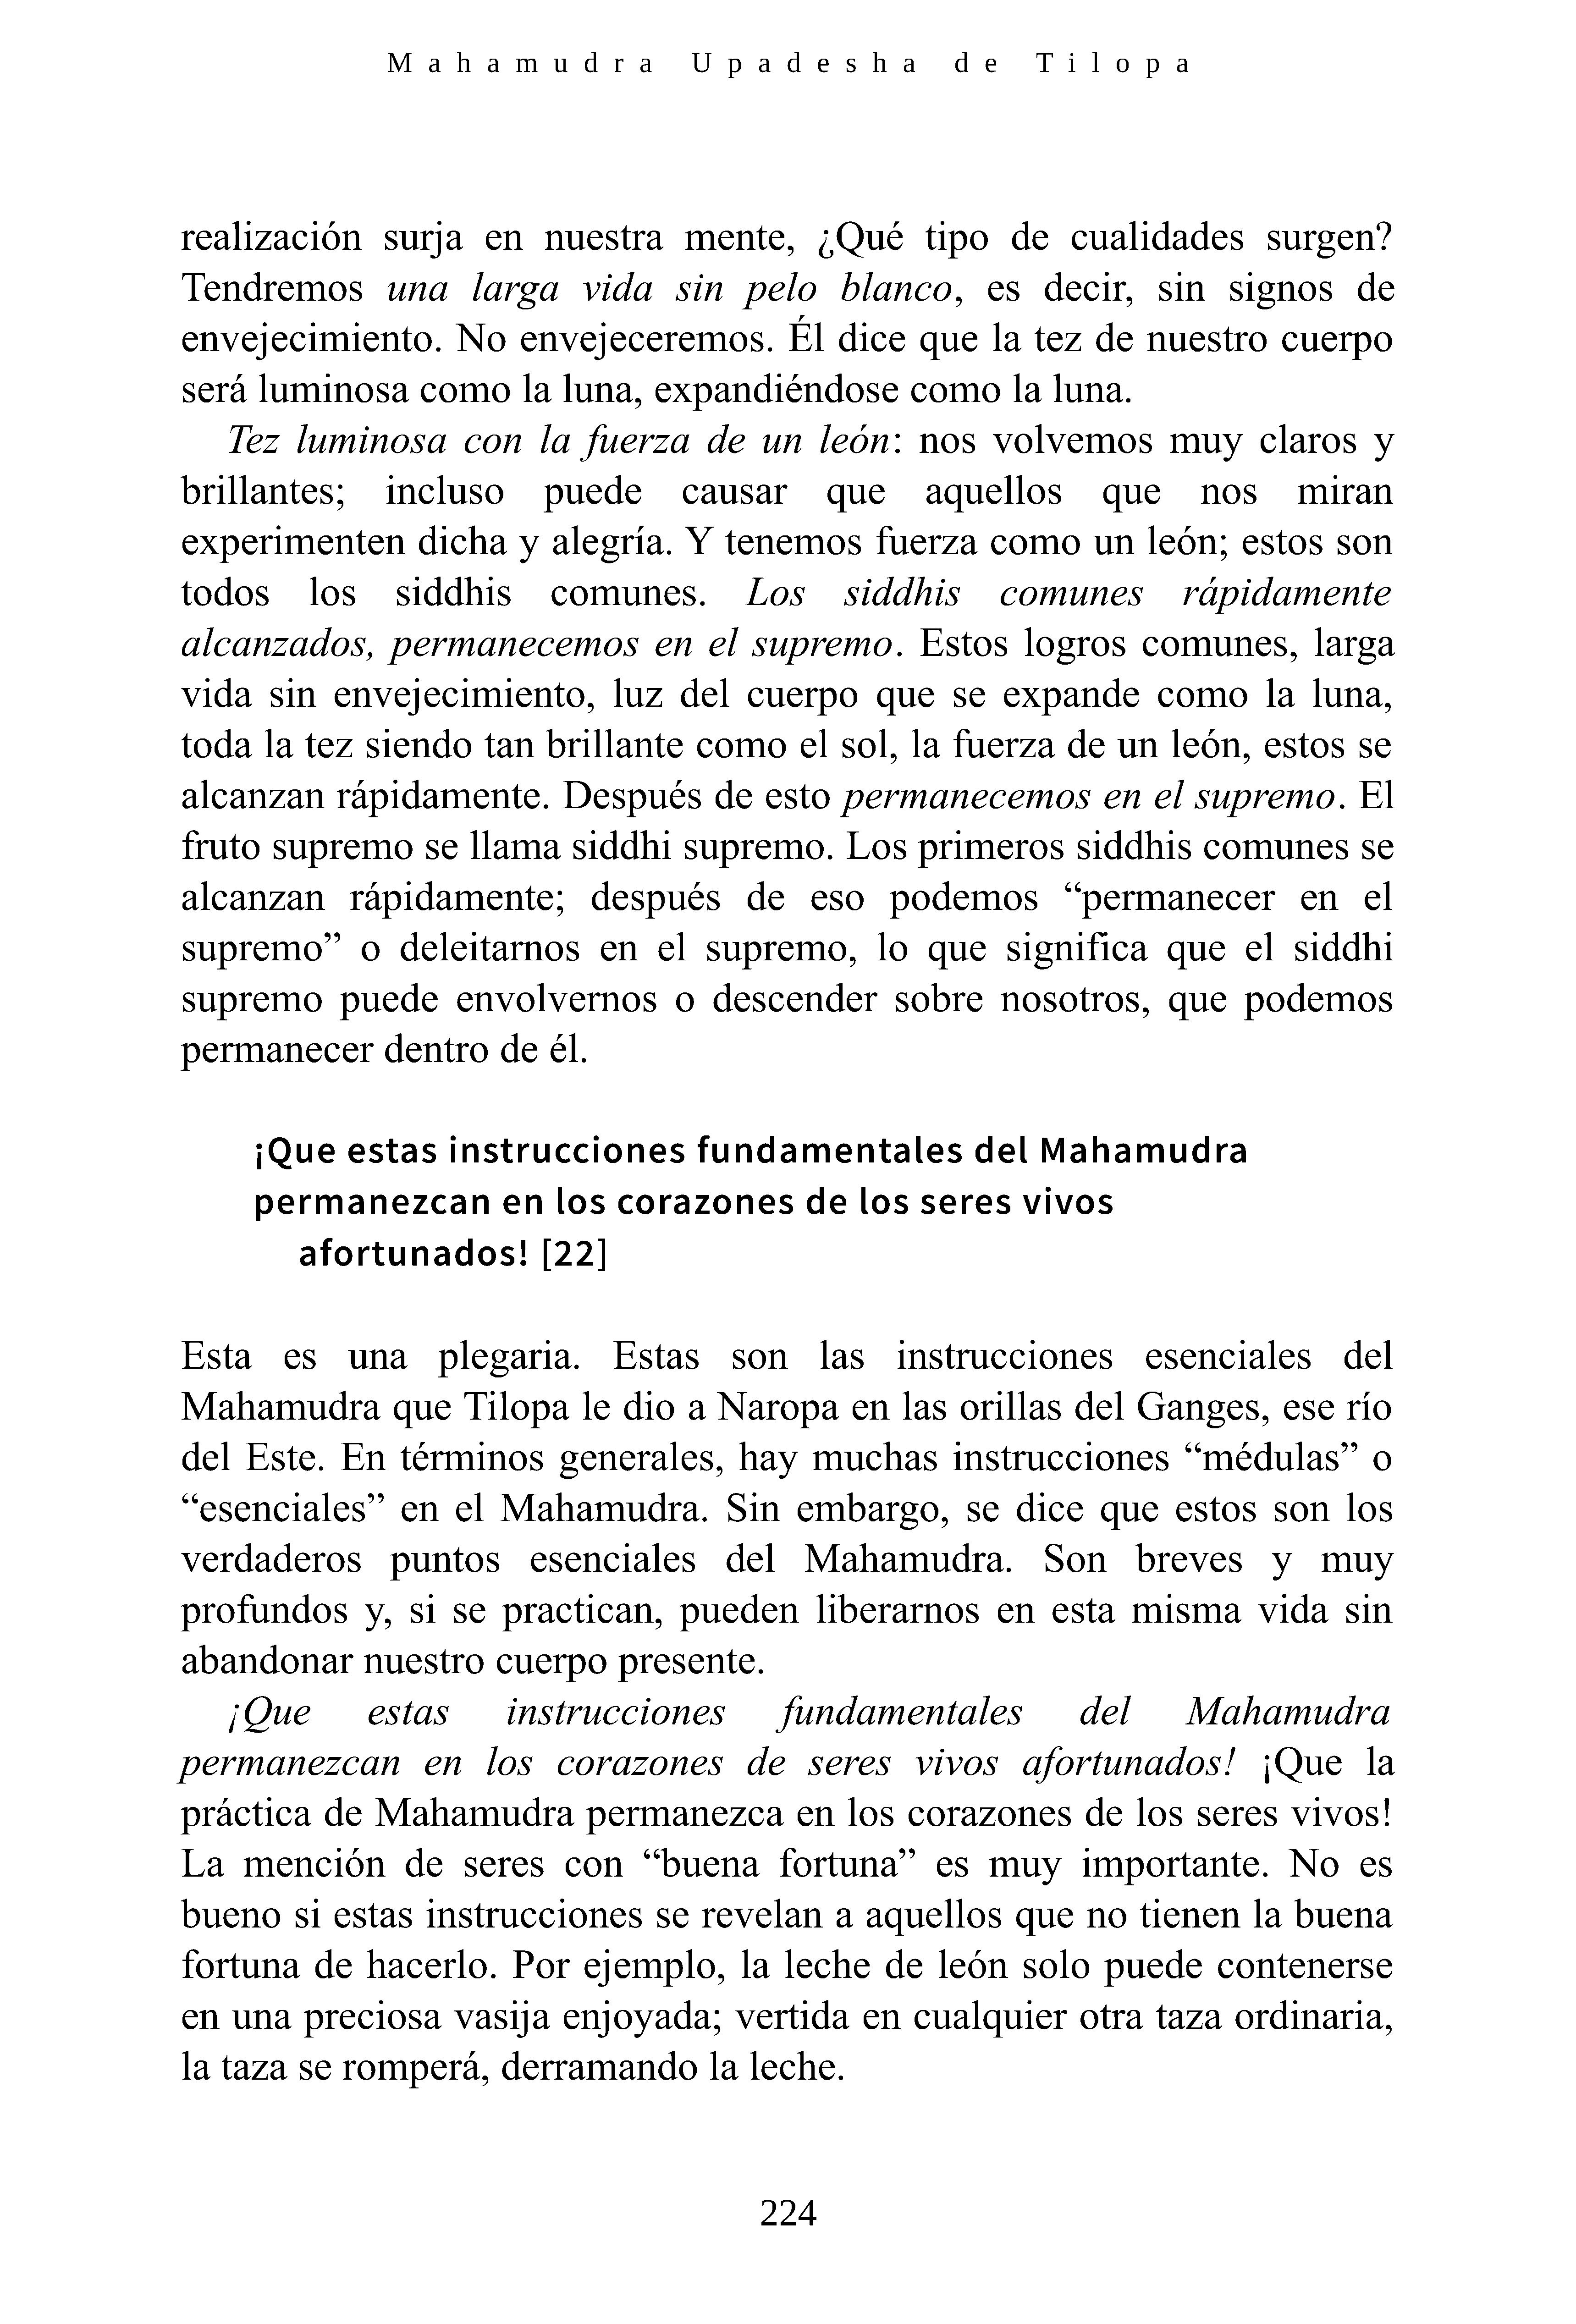 Mahamudra Upadesha de Tilopa
realización surja en nuestra mente, ¿Qué tipo de cualidades surgen?
Tendremos una larga vida sin pelo blanco, es decir, sin signos de
envejecimiento. No envejeceremos. Él dice que la tez de nuestro cuerpo
será luminosa como la luna, expandiéndose como la luna.
Tez luminosa con la fuerza de un león: nos volvemos muy claros y
brillantes; incluso puede causar que aquellos que nos miran
experimenten dicha y alegría. Y tenemos fuerza como un león; estos son
todos los siddhis comunes. Los siddhis comunes rápidamente
alcanzados, permanecemos en el supremo. Estos logros comunes, larga
vida sin envejecimiento, luz del cuerpo que se expande como la luna,
toda la tez siendo tan brillante como el sol, la fuerza de un león, estos se
alcanzan rápidamente. Después de esto permanecemos en el supremo. El
fruto supremo se llama siddhi supremo. Los primeros siddhis comunes se
alcanzan rápidamente; después de eso podemos “permanecer en el
supremo” o deleitarnos en el supremo, lo que significa que el siddhi
supremo puede envolvernos o descender sobre nosotros, que podemos
permanecer dentro de él.
¡Que estas instrucciones fundamentales del Mahamudra
permanezcan en los corazones de los seres vivos
afortunados! [22]
Esta es una plegaria. Estas son las instrucciones esenciales del
Mahamudra que Tilopa le dio a Naropa en las orillas del Ganges, ese río
del Este. En términos generales, hay muchas instrucciones “médulas” o
“esenciales” en el Mahamudra. Sin embargo, se dice que estos son los
verdaderos puntos esenciales del Mahamudra. Son breves y muy
profundos y, si se practican, pueden liberarnos en esta misma vida sin
abandonar nuestro cuerpo presente.
¡Que estas instrucciones fundamentales del Mahamudra
permanezcan en los corazones de seres vivos afortunados! ¡Que la
práctica de Mahamudra permanezca en los corazones de los seres vivos!
La mención de seres con “buena fortuna” es muy importante. No es
bueno si estas instrucciones se revelan a aquellos que no tienen la buena
fortuna de hacerlo. Por ejemplo, la leche de león solo puede contenerse
en una preciosa vasija enjoyada; vertida en cualquier otra taza ordinaria,
la taza se romperá, derramando la leche.
224